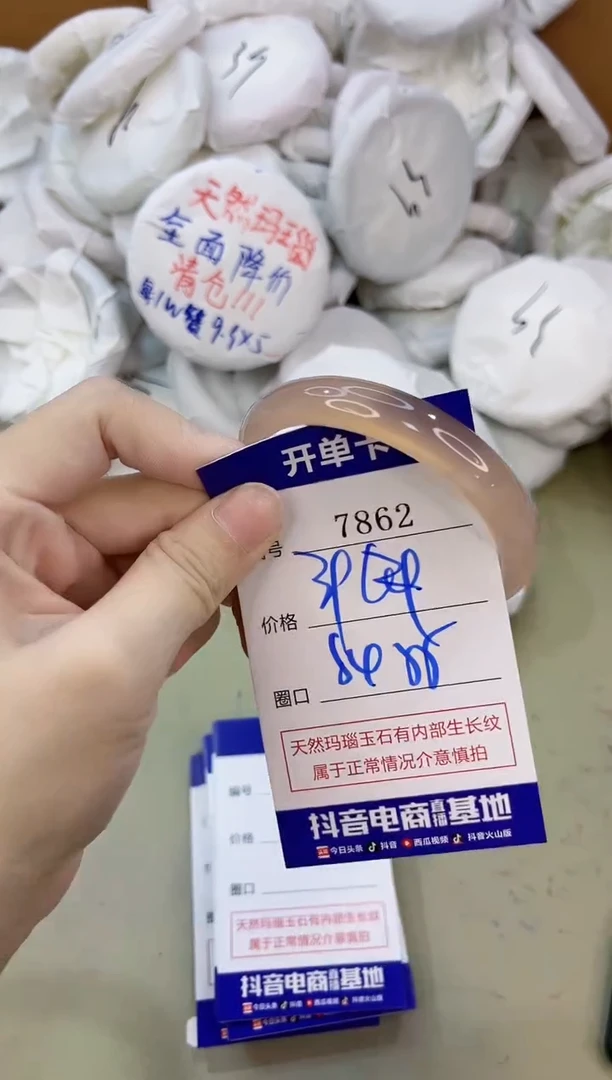 54
54
54
天然玛瑙
全面降价
清仓!!!
开单卡
7862
号
价格
圈口
天然玛瑙玉石有内部生长纹
属于正常情况介意慎拍
抖音电商直播基地
今日头条 抖音 西瓜视频 抖音火山版
编号
价格
圈口
天然玛瑙玉石有内部生长纹
属于正常情况介意慎拍
抖音电商直播基地
今日头条 抖音 西瓜视频 抖音火山版